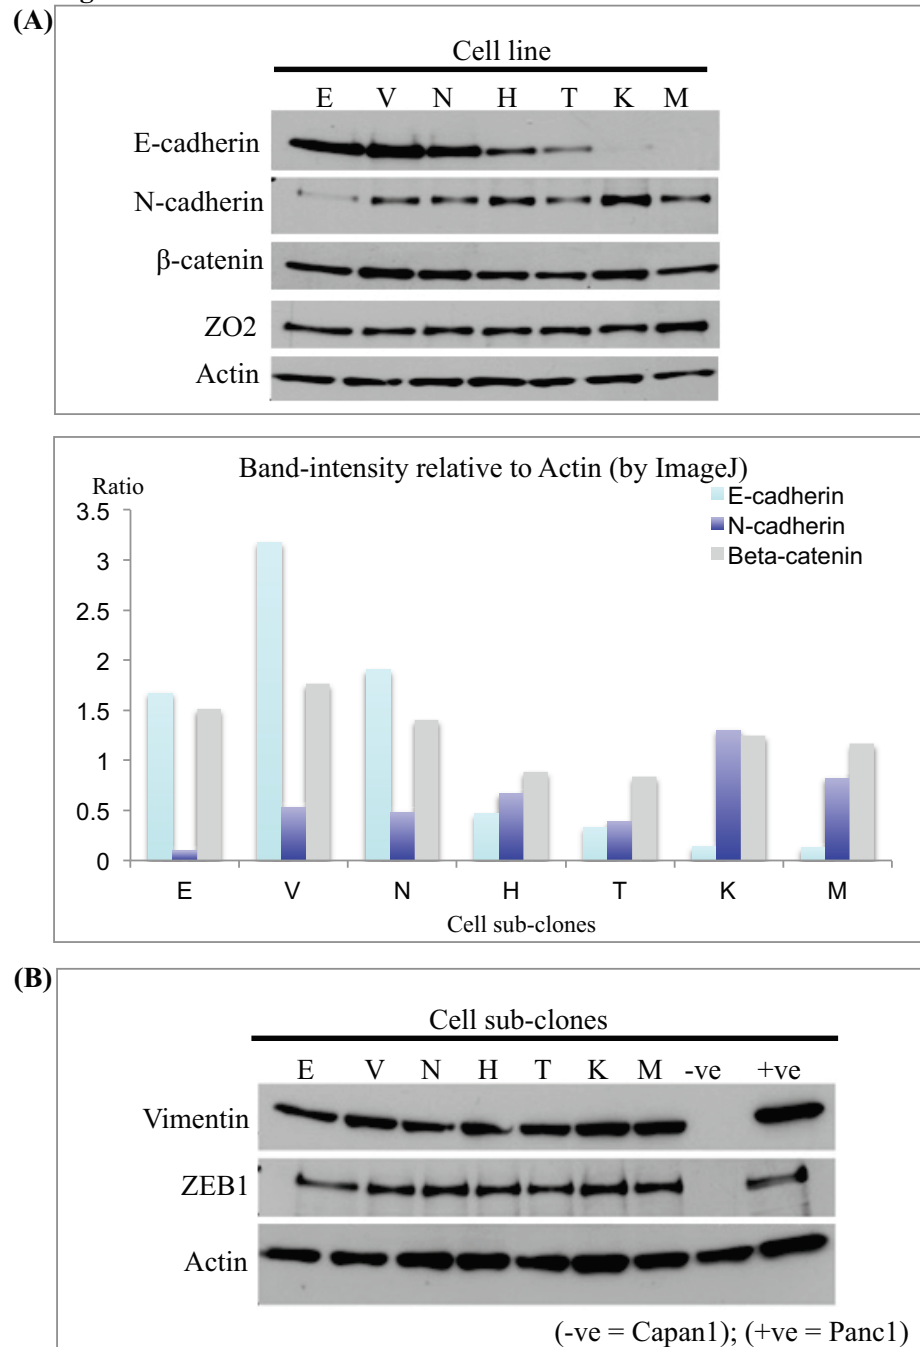 (A)
Cell line
E V N H T K M
E-cadherin
N-cadherin
β-catenin
ZO2
Actin
Band-intensity relative to Actin (by ImageJ)
Ratio
E-cadherin
N-cadherin
Beta-catenin
3.5
3
2.5
2
1.5
1
0.5
0
E V N H T K M
Cell sub-clones
(B)
Cell sub-clones
E V N H T K M -ve +ve
Vimentin
ZEB1
Actin
(-ve = Capan1); (+ve = Panc1)